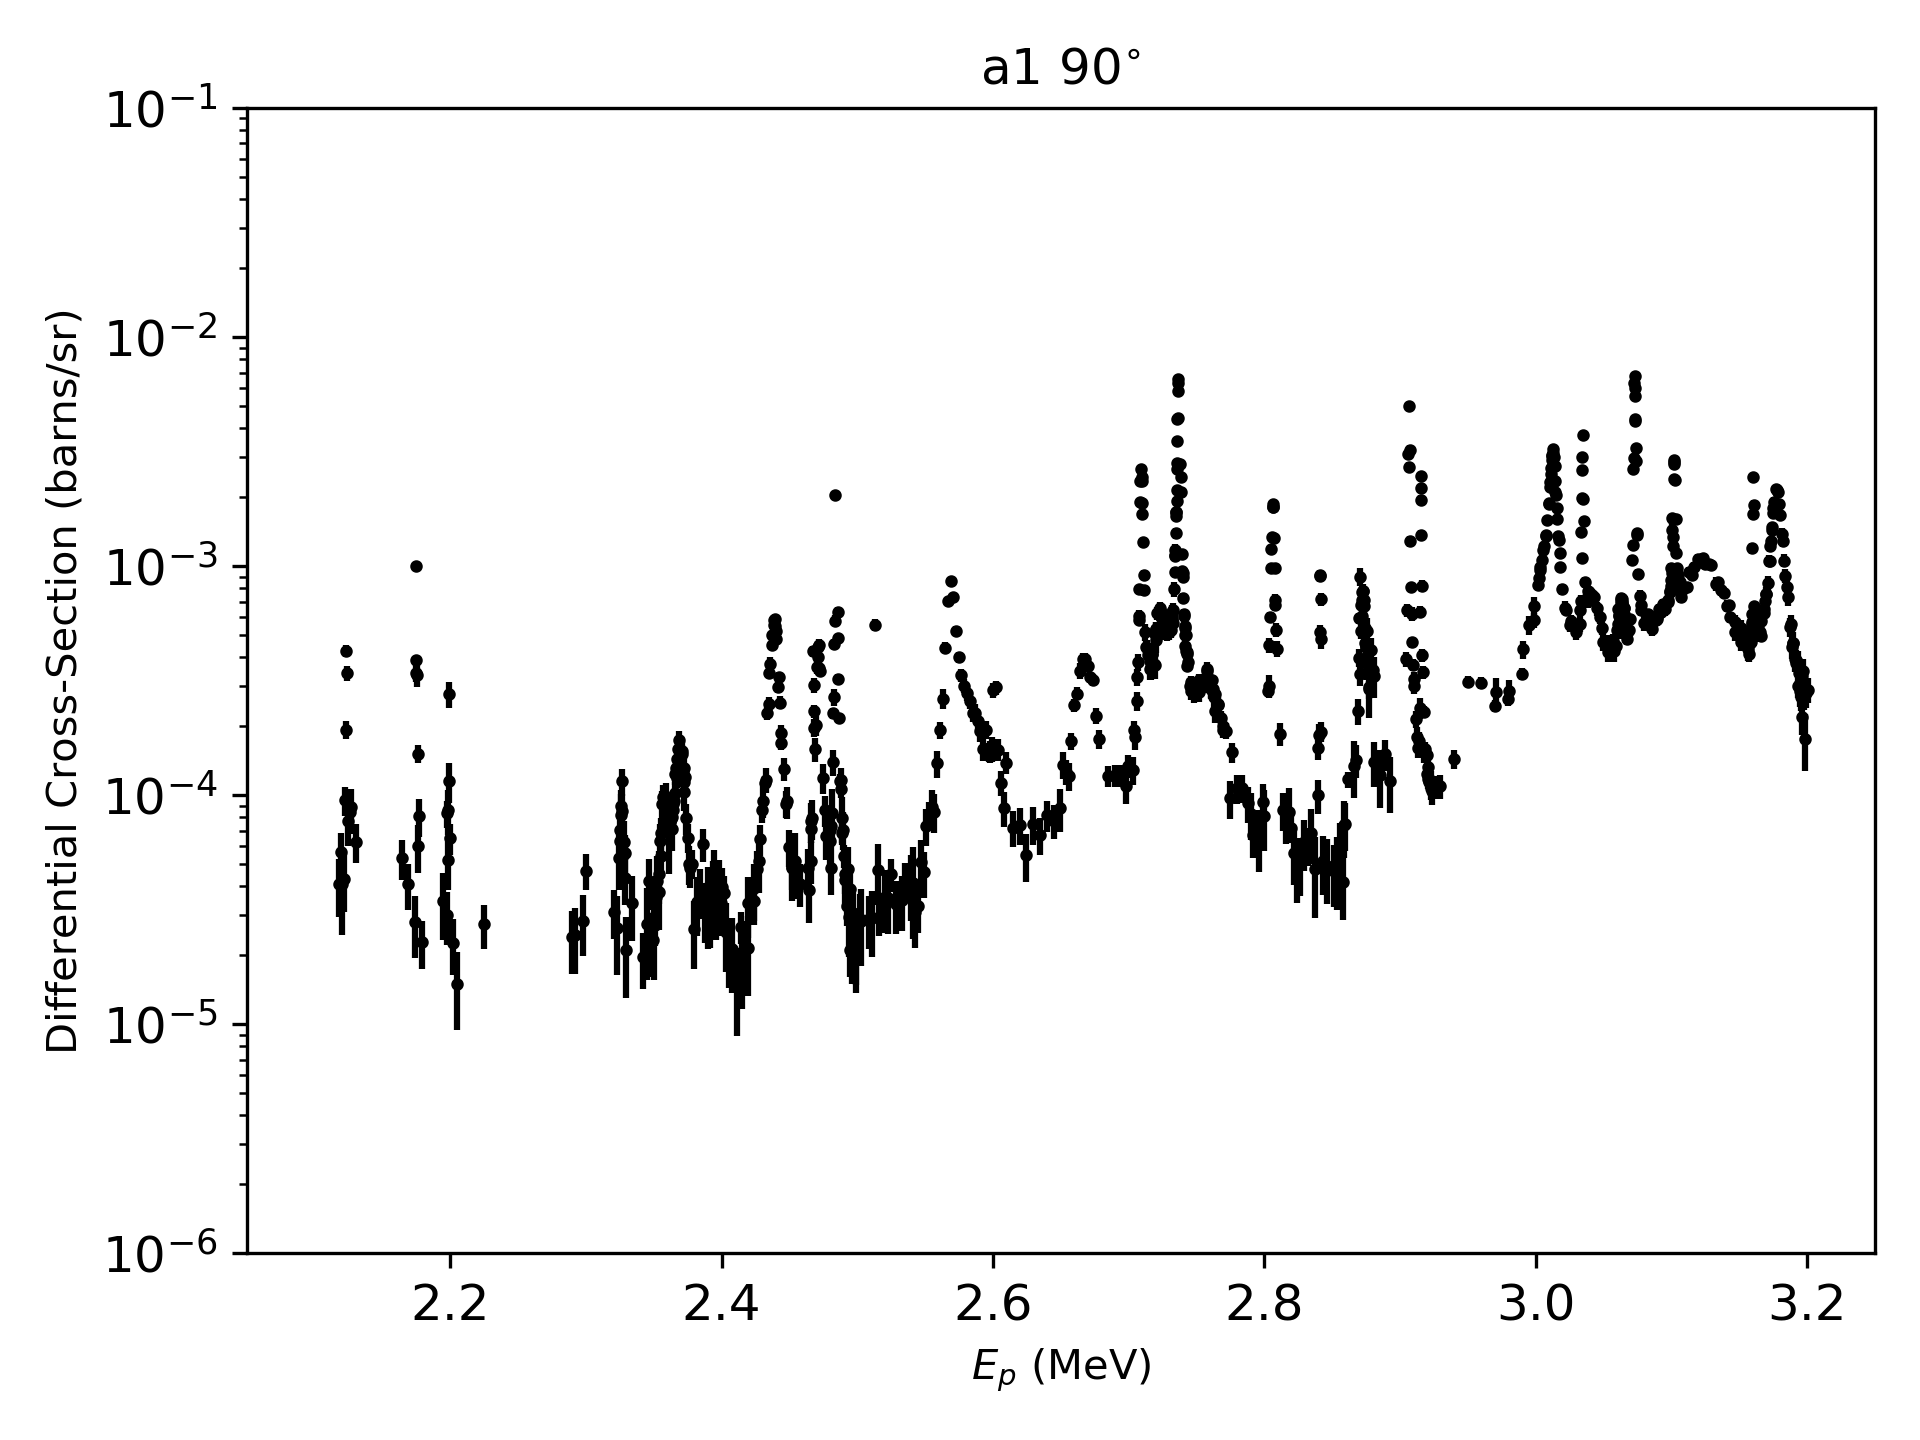 a1 90°
10⁻¹
10⁻²
10⁻³
10⁻⁴
10⁻⁵
10⁻⁶
Differential Cross-Section (barns/sr)
2.2 2.4 2.6 2.8 3.0 3.2
Eₚ (MeV)